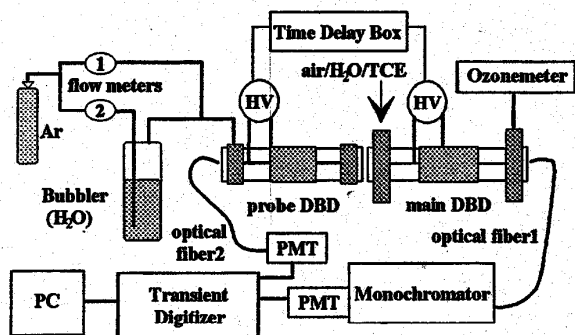 Time Delay Box
1
flow meters
2
HV
air/H₂O/TCE
HV
Ozonemeter
Ar
Bubbler
(H₂O)
probe DBD
main DBD
optical
fiber2
optical fiber1
PMT
PC
Transient
Digitizer
PMT
Monochromator